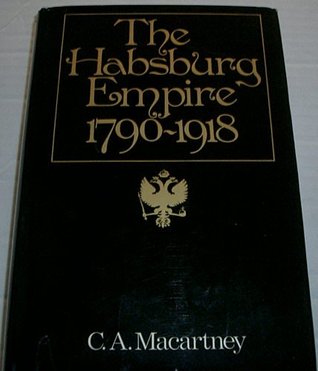 The
Habsburg
Empire
1790-1918
C.A. Macartney